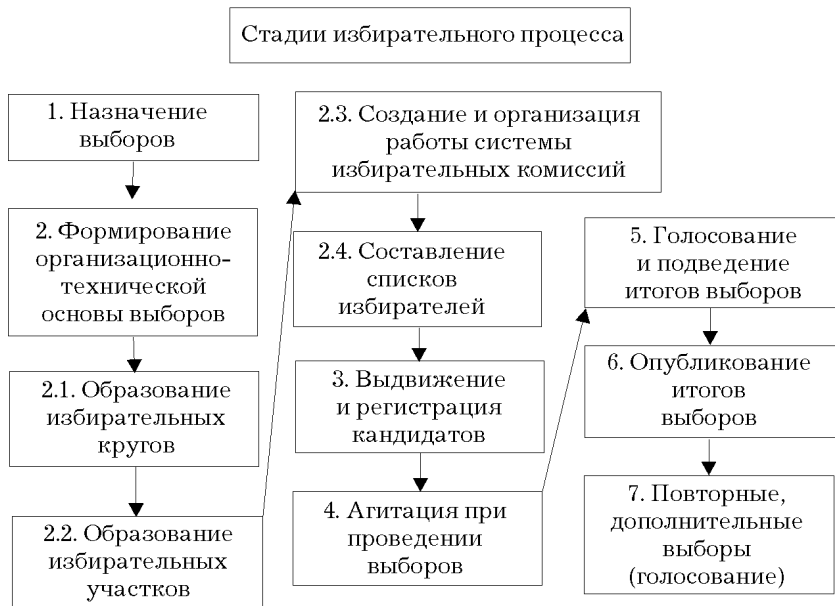 Стадии избирательного процесса
1. Назначение
выборов
2. Формирование
организационно-
технической
основы выборов
2.1. Образование
избирательных
кругов
2.2. Образование
избирательных
участков
2.3. Создание и организация
работы системы
избирательных комиссий
2.4. Составление
списков
избирателей
3. Выдвижение
и регистрация
кандидатов
4. Агитация при
проведении
выборов
5. Голосование
и подведение
итогов выборов
6. Опубликование
итогов
выборов
7. Повторные,
дополнительные
выборы
(голосование)